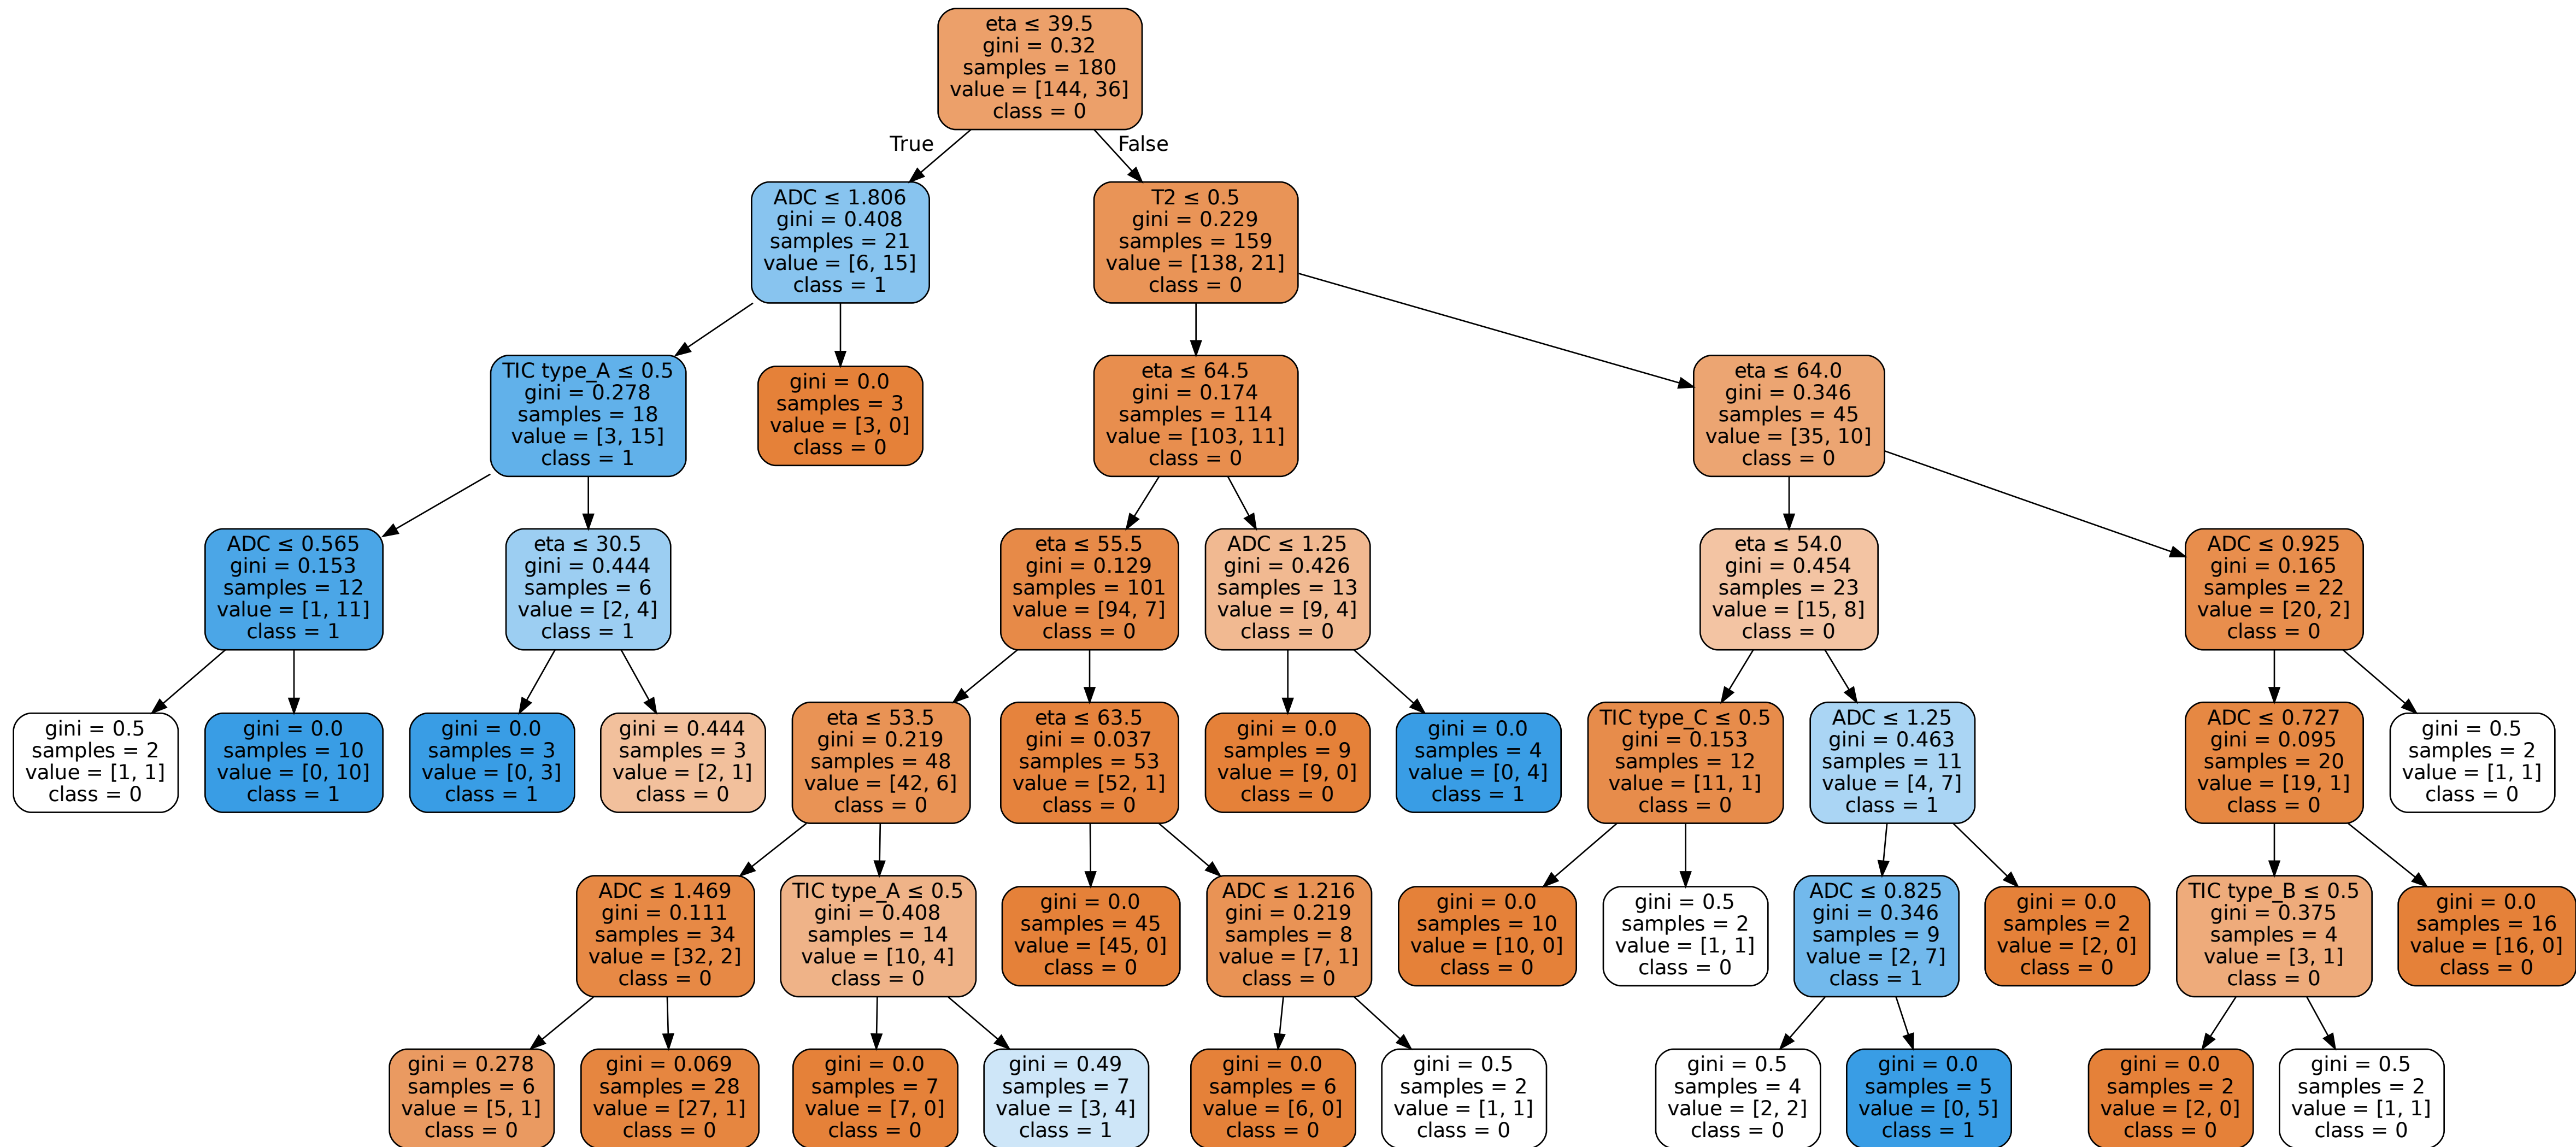 eta ≤ 39.5
gini = 0.32
samples = 180
value = [144, 36]
class = 0
True
False
ADC ≤ 1.806
gini = 0.408
samples = 21
value = [6, 15]
class = 1
T2 ≤ 0.5
gini = 0.229
samples = 159
value = [138, 21]
class = 0
TIC type_A ≤ 0.5
gini = 0.278
samples = 18
value = [3, 15]
class = 1
gini = 0.0
samples = 3
value = [3, 0]
class = 0
eta ≤ 64.5
gini = 0.174
samples = 114
value = [103, 11]
class = 0
eta ≤ 64.0
gini = 0.346
samples = 45
value = [35, 10]
class = 0
ADC ≤ 0.565
gini = 0.153
samples = 12
value = [1, 11]
class = 1
eta ≤ 30.5
gini = 0.444
samples = 6
value = [2, 4]
class = 1
eta ≤ 55.5
gini = 0.129
samples = 101
value = [94, 7]
class = 0
ADC ≤ 1.25
gini = 0.426
samples = 13
value = [9, 4]
class = 0
eta ≤ 54.0
gini = 0.454
samples = 23
value = [15, 8]
class = 0
ADC ≤ 0.925
gini = 0.165
samples = 22
value = [20, 2]
class = 0
gini = 0.5
samples = 2
value = [1, 1]
class = 0
gini = 0.0
samples = 10
value = [0, 10]
class = 1
gini = 0.0
samples = 3
value = [0, 3]
class = 1
gini = 0.444
samples = 3
value = [2, 1]
class = 0
eta ≤ 53.5
gini = 0.219
samples = 48
value = [42, 6]
class = 0
eta ≤ 63.5
gini = 0.037
samples = 53
value = [52, 1]
class = 0
gini = 0.0
samples = 9
value = [9, 0]
class = 0
gini = 0.0
samples = 4
value = [0, 4]
class = 1
TIC type_C ≤ 0.5
gini = 0.153
samples = 12
value = [11, 1]
class = 0
ADC ≤ 1.25
gini = 0.463
samples = 11
value = [4, 7]
class = 1
ADC ≤ 0.727
gini = 0.095
samples = 20
value = [19, 1]
class = 0
gini = 0.5
samples = 2
value = [1, 1]
class = 0
ADC ≤ 1.469
gini = 0.111
samples = 34
value = [32, 2]
class = 0
TIC type_A ≤ 0.5
gini = 0.408
samples = 14
value = [10, 4]
class = 0
gini = 0.0
samples = 45
value = [45, 0]
class = 0
ADC ≤ 1.216
gini = 0.219
samples = 8
value = [7, 1]
class = 0
gini = 0.0
samples = 10
value = [10, 0]
class = 0
gini = 0.5
samples = 2
value = [1, 1]
class = 0
ADC ≤ 0.825
gini = 0.346
samples = 9
value = [2, 7]
class = 1
gini = 0.0
samples = 2
value = [2, 0]
class = 0
TIC type_B ≤ 0.5
gini = 0.375
samples = 4
value = [3, 1]
class = 0
gini = 0.0
samples = 16
value = [16, 0]
class = 0
gini = 0.278
samples = 6
value = [5, 1]
class = 0
gini = 0.069
samples = 28
value = [27, 1]
class = 0
gini = 0.0
samples = 7
value = [7, 0]
class = 0
gini = 0.49
samples = 7
value = [3, 4]
class = 1
gini = 0.0
samples = 6
value = [6, 0]
class = 0
gini = 0.5
samples = 2
value = [1, 1]
class = 0
gini = 0.5
samples = 4
value = [2, 2]
class = 0
gini = 0.0
samples = 5
value = [0, 5]
class = 1
gini = 0.0
samples = 2
value = [2, 0]
class = 0
gini = 0.5
samples = 2
value = [1, 1]
class = 0